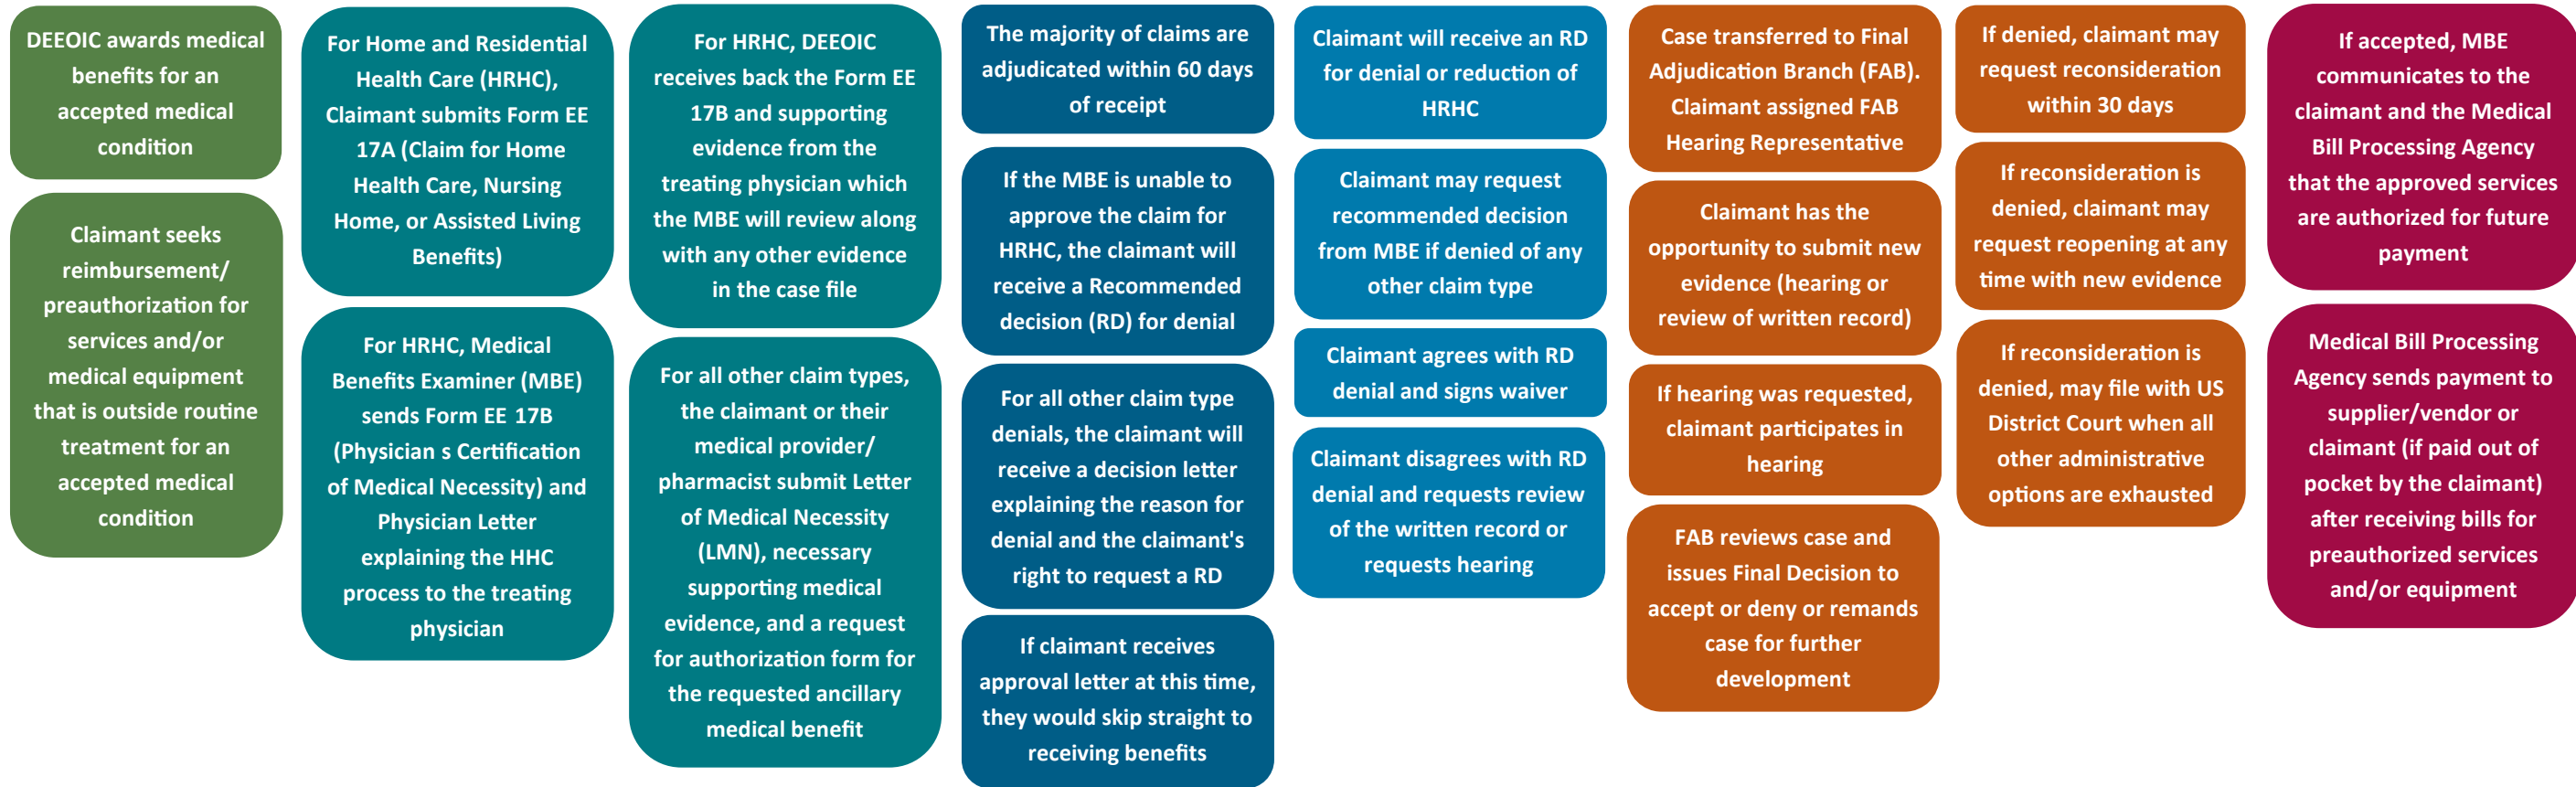 DEEOIC awards medical
benefits for an
accepted medical
condition
Claimant seeks
reimbursement/
preauthorization for
services and/or
medical equipment
that is outside routine
treatment for an
accepted medical
condition
For Home and Residential
Health Care (HRHC),
Claimant submits Form EE
17A (Claim for Home
Health Care, Nursing
Home, or Assisted Living
Benefits)
For HRHC, Medical
Benefits Examiner (MBE)
sends Form EE 17B
(Physician s Certification
of Medical Necessity) and
Physician Letter
explaining the HHC
process to the treating
physician
For HRHC, DEEOIC
receives back the Form EE
17B and supporting
evidence from the
treating physician which
the MBE will review along
with any other evidence
in the case file
For all other claim types,
the claimant or their
medical provider/
pharmacist submit Letter
of Medical Necessity
(LMN), necessary
supporting medical
evidence, and a request
for authorization form for
the requested ancillary
medical benefit
The majority of claims are
adjudicated within 60 days
of receipt
If the MBE is unable to
approve the claim for
HRHC, the claimant will
receive a Recommended
decision (RD) for denial
For all other claim type
denials, the claimant will
receive a decision letter
explaining the reason for
denial and the claimant's
right to request a RD
If claimant receives
approval letter at this time,
they would skip straight to
receiving benefits
Claimant will receive an RD
for denial or reduction of
HRHC
Claimant may request
recommended decision
from MBE if denied of any
other claim type
Claimant agrees with RD
denial and signs waiver
Claimant disagrees with RD
denial and requests review
of the written record or
requests hearing
Case transferred to Final
Adjudication Branch (FAB).
Claimant assigned FAB
Hearing Representative
Claimant has the
opportunity to submit new
evidence (hearing or
review of written record)
If hearing was requested,
claimant participates in
hearing
FAB reviews case and
issues Final Decision to
accept or deny or remands
case for further
development
If denied, claimant may
request reconsideration
within 30 days
If reconsideration is
denied, claimant may
request reopening at any
time with new evidence
If reconsideration is
denied, may file with US
District Court when all
other administrative
options are exhausted
If accepted, MBE
communicates to the
claimant and the Medical
Bill Processing Agency
that the approved services
are authorized for future
payment
Medical Bill Processing
Agency sends payment to
supplier/vendor or
claimant (if paid out of
pocket by the claimant)
after receiving bills for
preauthorized services
and/or equipment